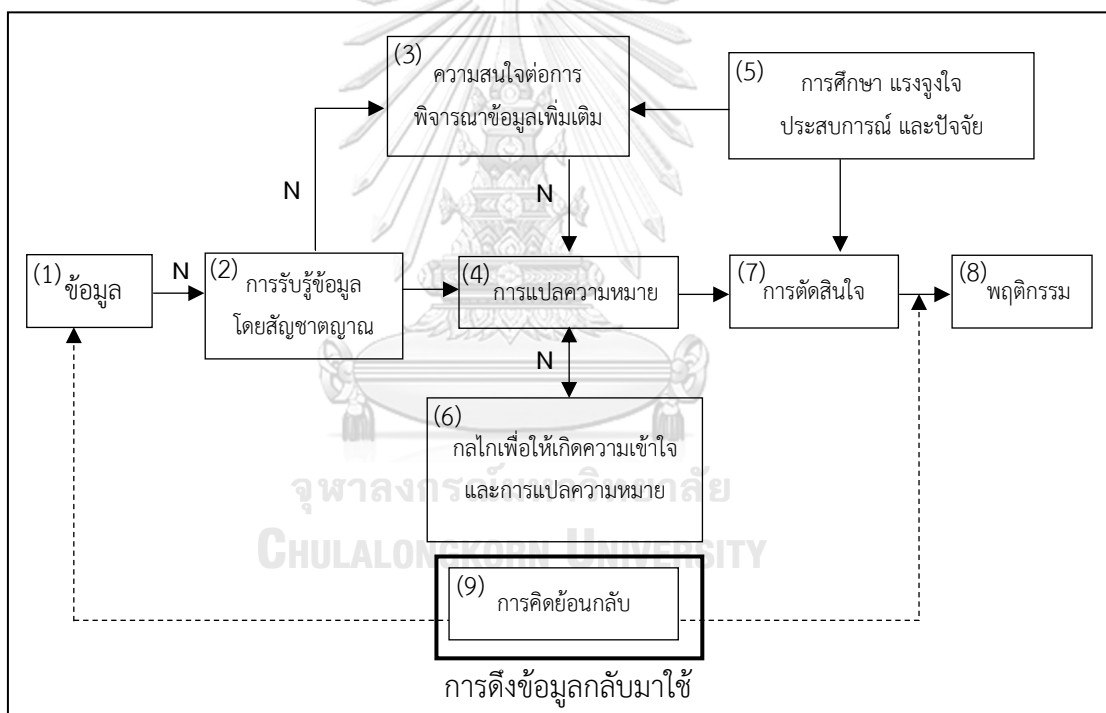 (3)
ความสนใจต่อการ
พิจารณาข้อมูลเพิ่มเติม
(5)
การศึกษา แรงจูงใจ
ประสบการณ์ และปัจจัย
N
N
(1) ข้อมูล
N
(2) การรับรู้ข้อมูล
โดยสัญชาตญาณ
(4)
การแปลความหมาย
(7)
การตัดสินใจ
(8)
พฤติกรรม
N
(6)
กลไกเพื่อให้เกิดความเข้าใจ
และการแปลความหมาย
จุฬาลงกรณ์มหาวิทยาลัย
CHULALONGKORN UNIVERSITY
(9)
การคิดย้อนกลับ
การดึงข้อมูลกลับมาใช้